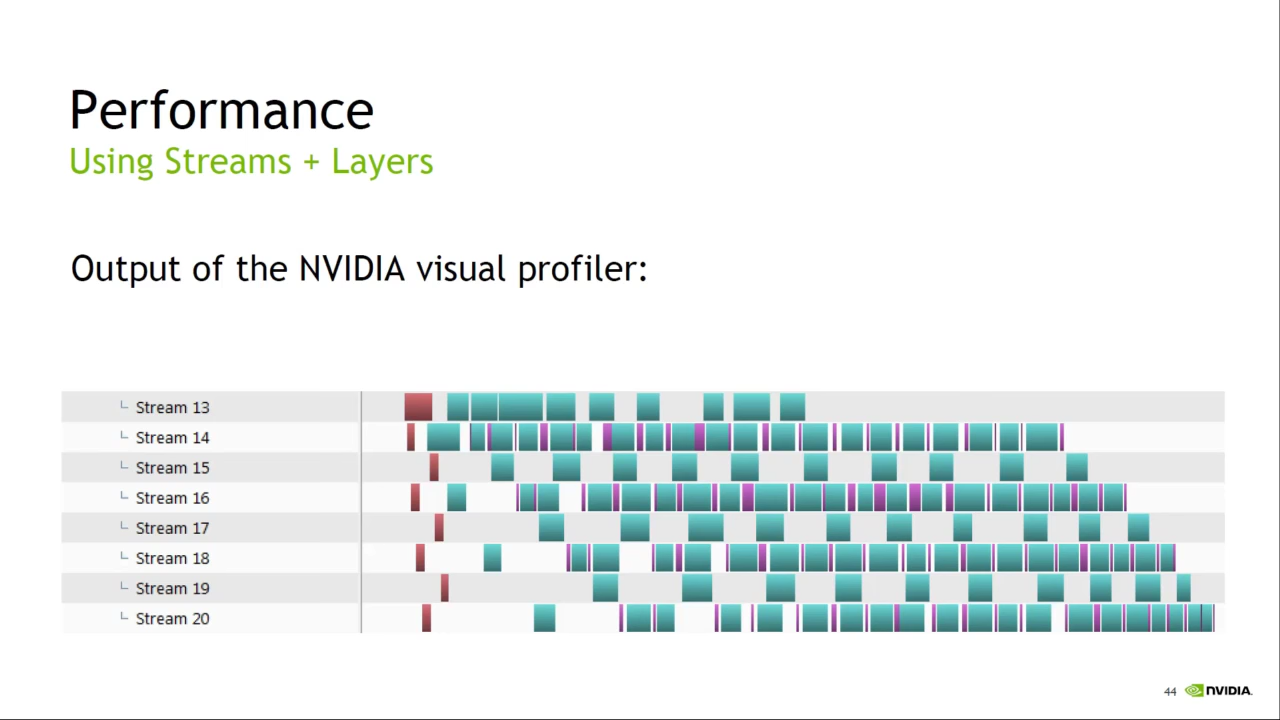 Performance
Using Streams + Layers
Output of the NVIDIA visual profiler:
Stream 13
Stream 14
Stream 15
Stream 16
Stream 17
Stream 18
Stream 19
Stream 20
44 NVIDIA.